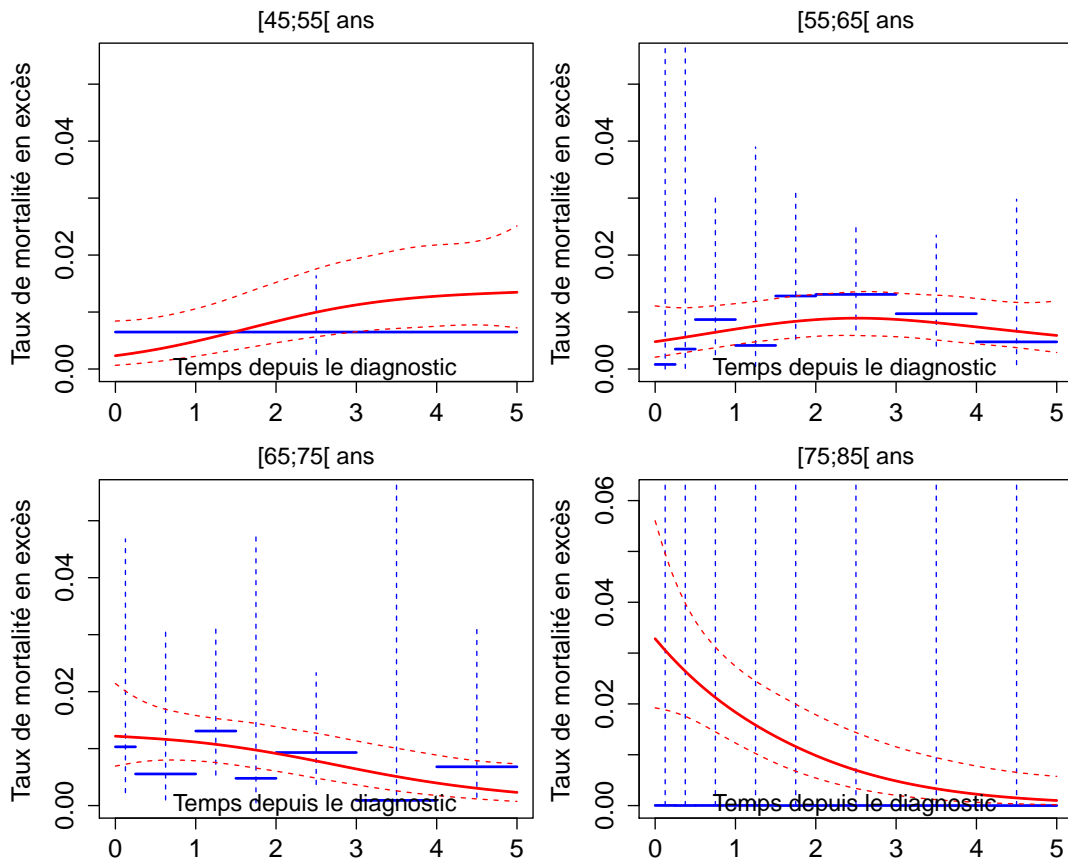 [45;55[ ans
Taux de mortalité en excès
0.00 0.02 0.04
Temps depuis le diagnostic
0 1 2 3 4 5
[55;65[ ans
Taux de mortalité en excès
0.00 0.02 0.04
Temps depuis le diagnostic
0 1 2 3 4 5
[65;75[ ans
Taux de mortalité en excès
0.00 0.02 0.04
Temps depuis le diagnostic
0 1 2 3 4 5
[75;85[ ans
Taux de mortalité en excès
0.00 0.02 0.04 0.06
Temps depuis le diagnostic
0 1 2 3 4 5